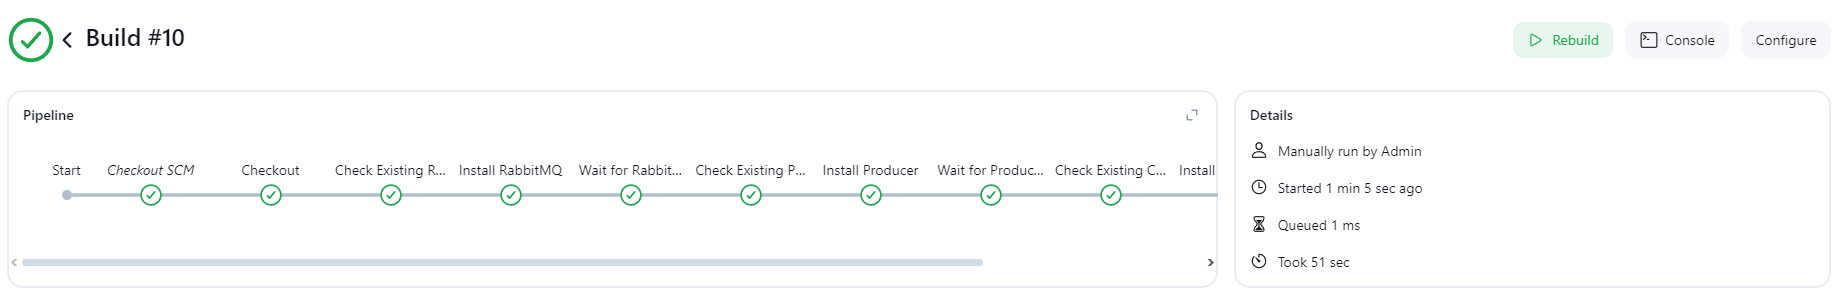 Build #10
Rebuild
Console
Configure
Pipeline
Start
Checkout SCM
Checkout
Check Existing R...
Install RabbitMQ
Wait for Rabbit...
Check Existing P...
Install Producer
Wait for Produc...
Check Existing C...
Install
Details
Manually run by Admin
Started 1 min 5 sec ago
Queued 1 ms
Took 51 sec